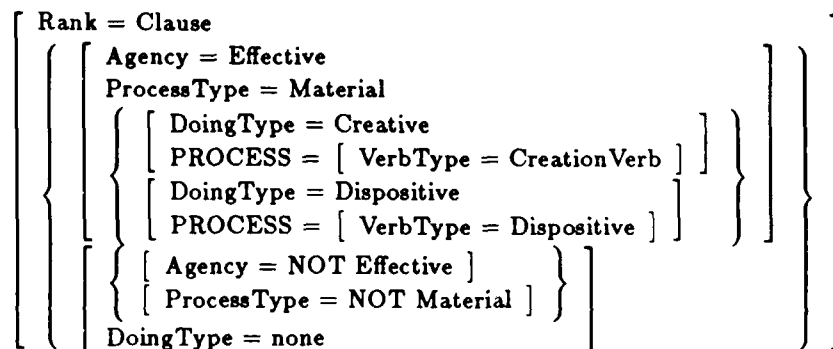 Rank = Clause
Agency = Effective
ProcessType = Material
DoingType = Creative
PROCESS = [ VerbType = CreationVerb ]
DoingType = Dispositive
PROCESS = [ VerbType = Dispositive ]
[ Agency = NOT Effective ]
[ ProcessType = NOT Material ]
DoingType = none